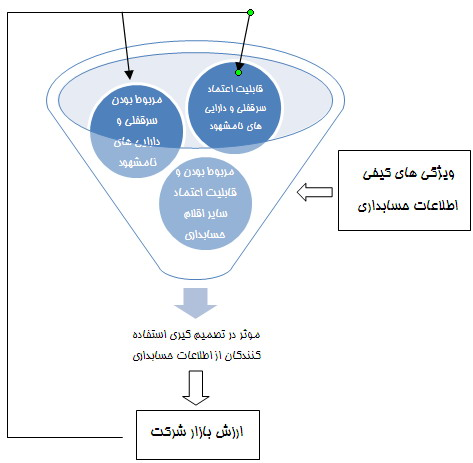 قابلیت اعتماد
سرقفلی و دارایی
های نامشهود
مربوط بودن
سرقفلی و
دارایی های
نامشهود
مربوط بودن و
قابلیت اعتماد
سایر اقلام
حسابداری
ویژگی های کیفی
اطلاعات حسابداری
موثر در تصمیم گیری استفاده
کنندگان از اطلاعات حسابداری
ارزش بازار شرکت